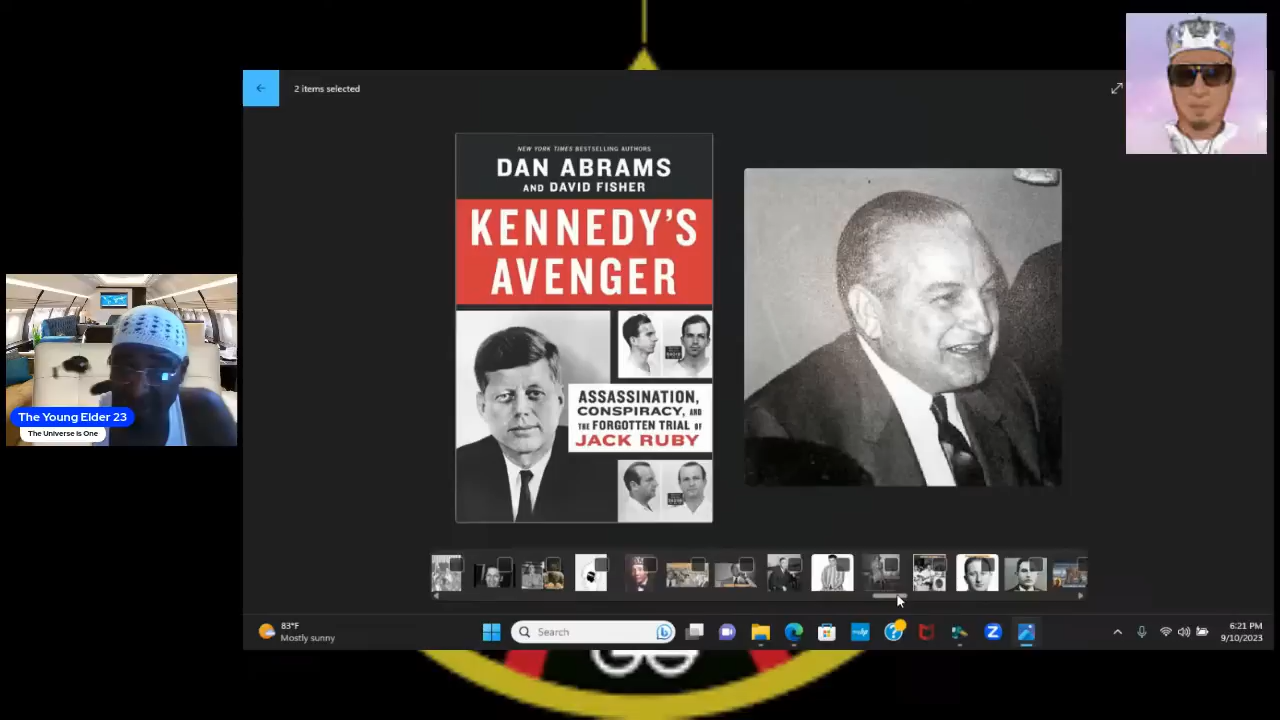 2 items selected
NEW YORK TIMES BESTSELLING AUTHORS
DAN ABRAMS
AND DAVID FISHER
KENNEDY'S
AVENGER
ASSASSINATION,
CONSPIRACY, AND
THE FORGOTTEN TRIAL OF
JACK RUBY
The Young Elder 23
The Universe is One
83°F
Mostly sunny
Search
6:21 PM
9/10/2023